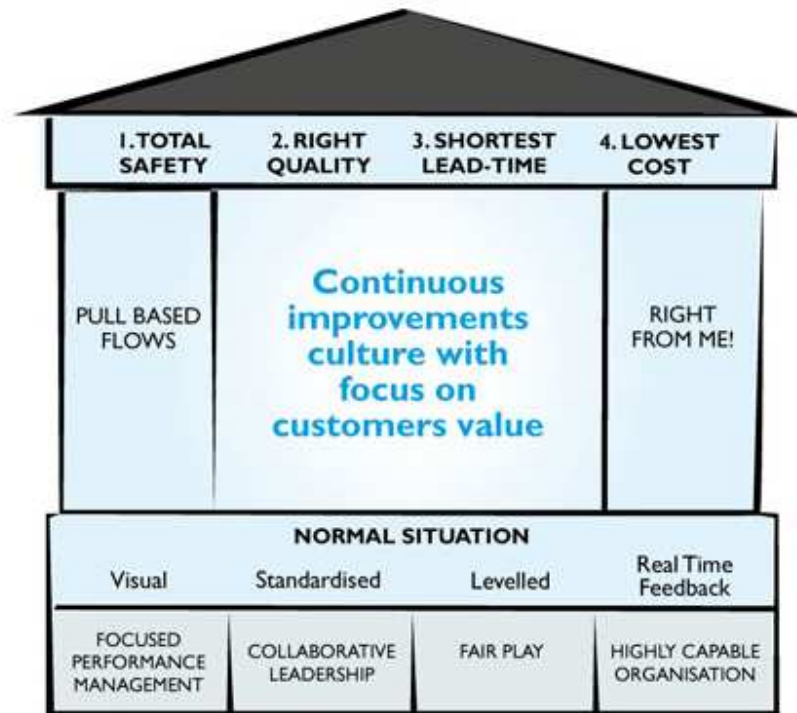 1. TOTAL SAFETY
2. RIGHT QUALITY
3. SHORTEST LEAD-TIME
4. LOWEST COST
PULL BASED
FLOWS
Continuous
improvements
culture with
focus on
customers value
RIGHT
FROM ME!
NORMAL SITUATION
Visual
Standardised
Levelled
Real Time
Feedback
FOCUSED
PERFORMANCE
MANAGEMENT
COLLABORATIVE
LEADERSHIP
FAIR PLAY
HIGHLY CAPABLE
ORGANISATION